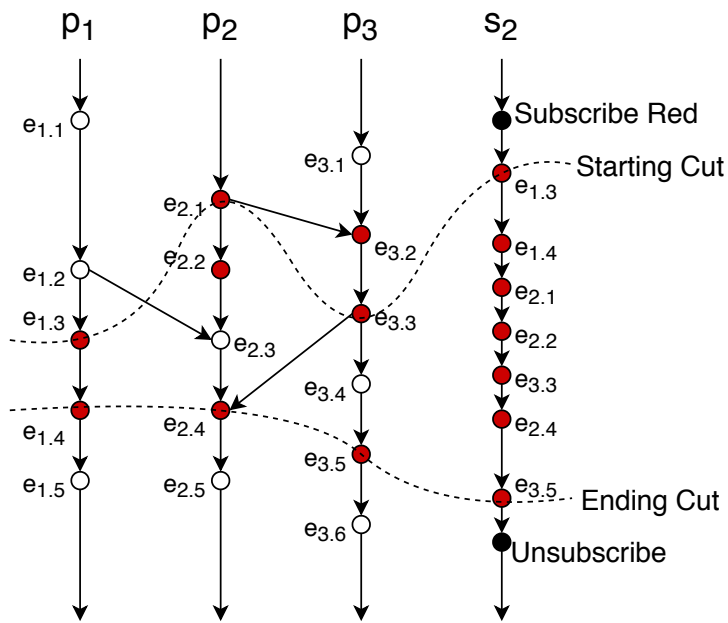 p₁ p₂ p₃ s₂
e₁.₁
Subscribe Red
e₃.₁
Starting Cut
e₁.₃
e₂.₁
e₃.₂
e₁.₄
e₂.₂
e₁.₂
e₂.₁
e₁.₃
e₃.₃
e₂.₃
e₂.₂
e₃.₄
e₃.₃
e₁.₄
e₂.₄
e₂.₄
e₃.₅
e₁.₅
e₂.₅
e₃.₅
Ending Cut
e₃.₆
Unsubscribe